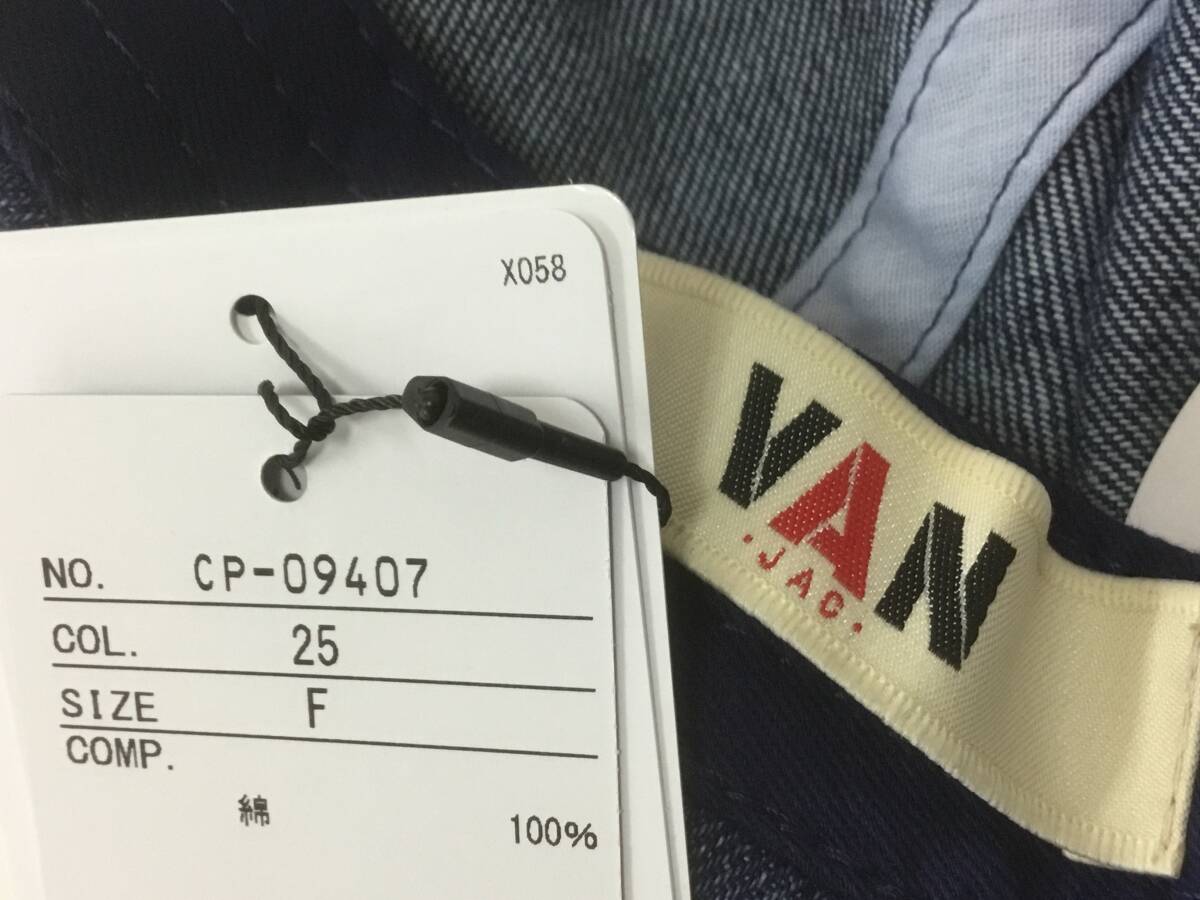 X058
NO. CP-09407
COL. 25
SIZE F
COMP.
綿 100%
VAN
.JAC.